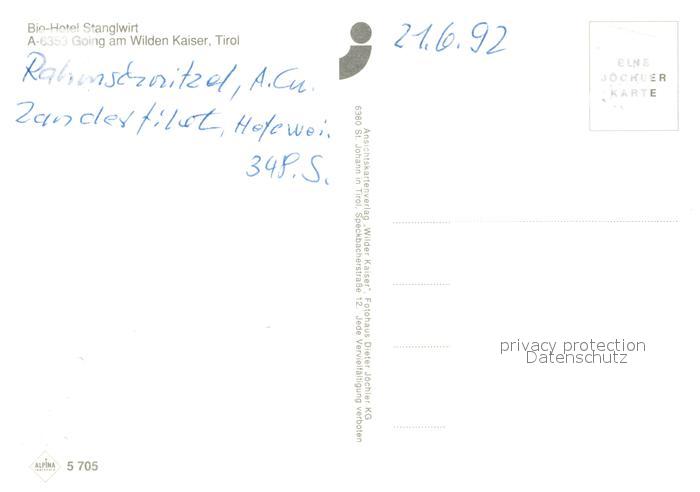 Bio-Hotel Stanglwirt
A-6353 Going am Wilden Kaiser, Tirol
Rahmschnitzel, A.Cu.
Zanderfilet, Hefewei.
34P.S.
5 705
ALPINA
Ansichtskartenverlag „Wilder Kaiser", Fotohaus Dieter Jöchler KG
6380 St. Johann in Tirol, Speckbacherstraße 12. Jede Vervielfältigung verboten
21.6.92
EINE
JÖCHLER
KARTE
privacy protection
Datenschutz